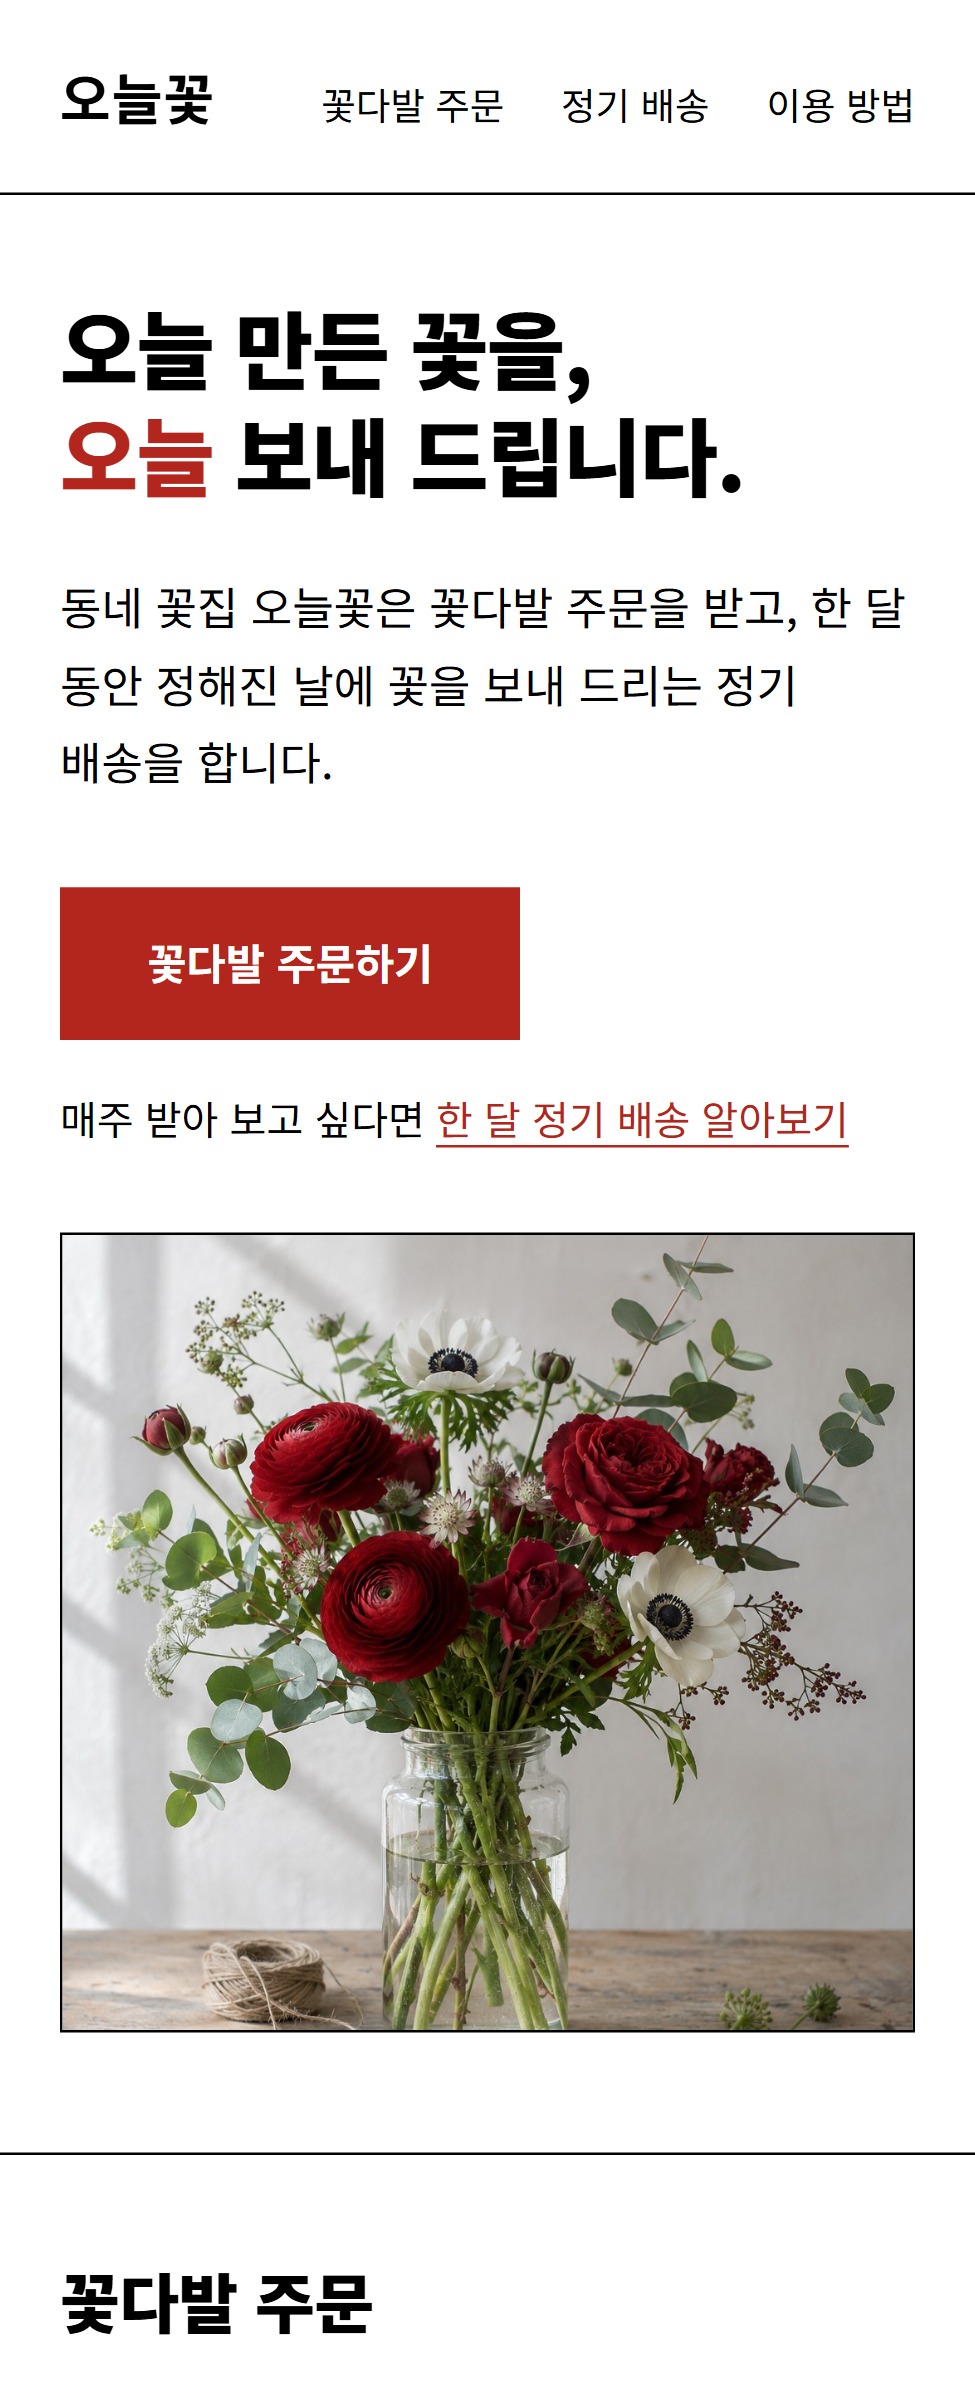 오늘꽃
꽃다발 주문
정기 배송
이용 방법
오늘 만든 꽃을,
오늘 보내 드립니다.
동네 꽃집 오늘꽃은 꽃다발 주문을 받고, 한 달
동안 정해진 날에 꽃을 보내 드리는 정기
배송을 합니다.
꽃다발 주문하기
매주 받아 보고 싶다면 한 달 정기 배송 알아보기
꽃다발 주문